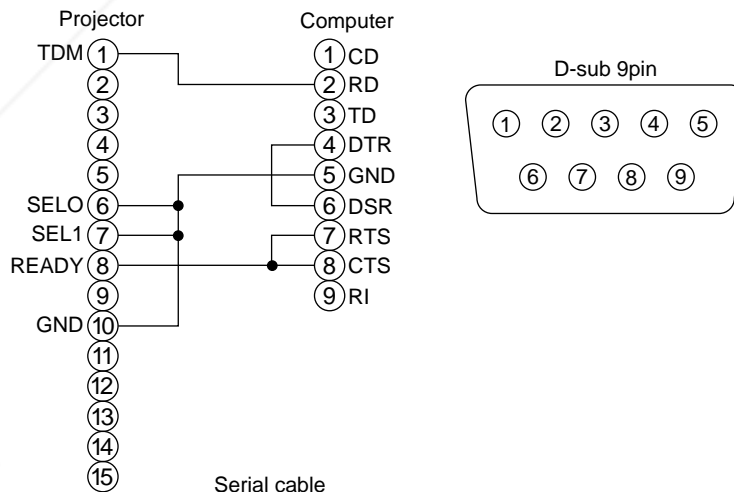 Projector Computer
TDM 1 1 CD
2 2 RD
3 3 TD
4 4 DTR
5 5 GND
SELO 6 6 DSR
SEL1 7 7 RTS
READY 8 8 CTS
9 9 RI
GND 10
11
12
13
14
15
Serial cable
D-sub 9pin
1 2 3 4 5
6 7 8 9